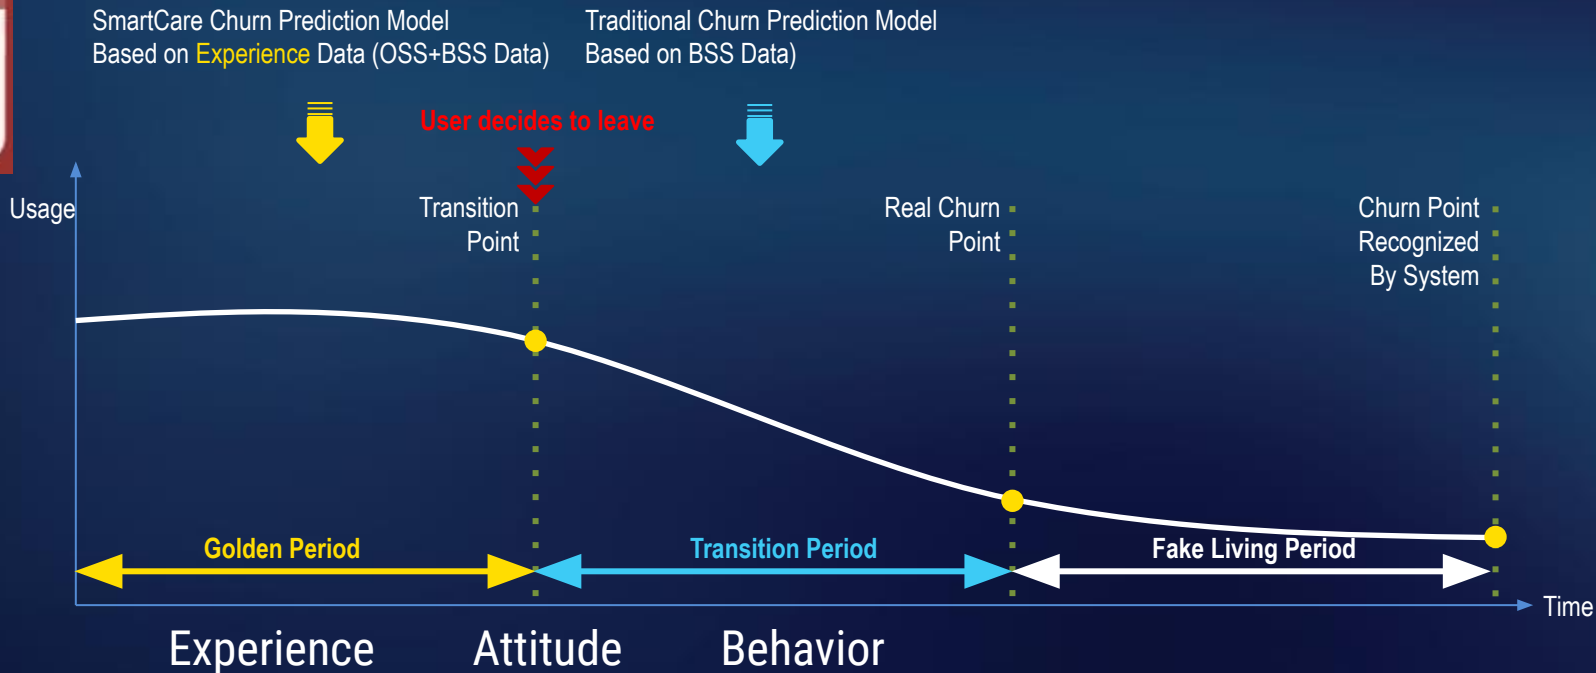 SmartCare Churn Prediction Model
Based on Experience Data (OSS+BSS Data)
Traditional Churn Prediction Model
Based on BSS Data)
User decides to leave
Usage
Transition
Point
Real Churn
Point
Churn Point
Recognized
By System
Golden Period
Transition Period
Fake Living Period
Time
Experience
Attitude
Behavior